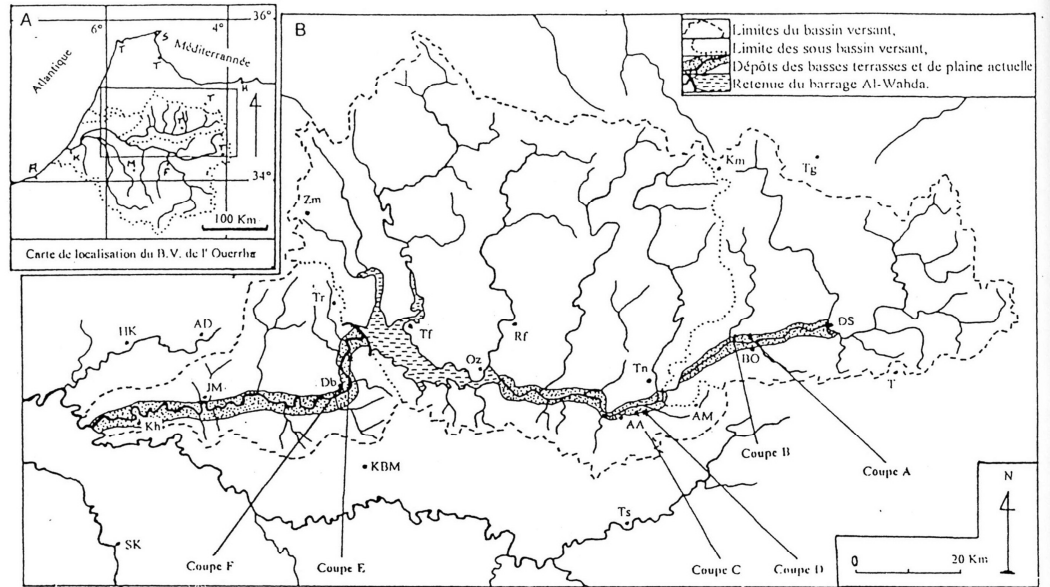 A
6°
4°
36°
Atlantique
Méditerrannée
T
S
T
H
T
R
K
M
F
T
34°
100 Km
Carte de localisation du B.V. de l' Ouerrha
B
Limites du bassin versant,
Limite des sous bassin versant,
Dépôts des basses terrasses et de plaine actuelle
Retenue du barrage Al-Wahda.
Km
Tg
Zm
Tr
Tf
Rf
DS
HK
AD
BO
Oz
Tn
T
Db
JM
AA
AM
Kh
Coupe B
Coupe A
KBM
Ts
SK
Coupe F
Coupe E
Coupe C
Coupe D
N
0
20 Km